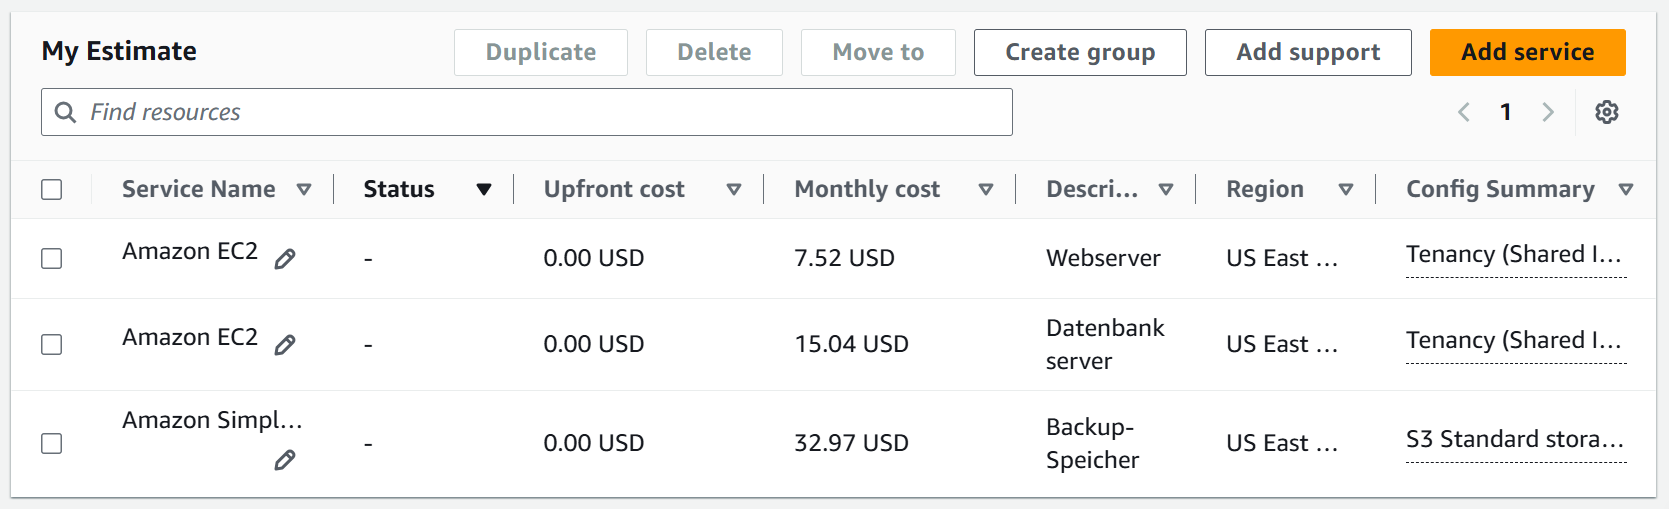 My Estimate
Duplicate
Delete
Move to
Create group
Add support
Add service
Find resources
1
Service Name
Status
Upfront cost
Monthly cost
Descri...
Region
Config Summary
Amazon EC2
-
0.00 USD
7.52 USD
Webserver
US East ...
Tenancy (Shared I...
Amazon EC2
-
0.00 USD
15.04 USD
Datenbank
server
US East ...
Tenancy (Shared I...
Amazon Simpl...
-
0.00 USD
32.97 USD
Backup-
Speicher
US East ...
S3 Standard stora...